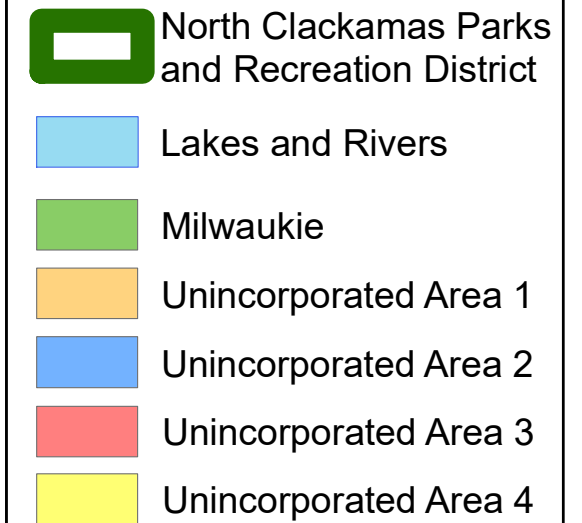 North Clackamas Parks
and Recreation District
Lakes and Rivers
Milwaukie
Unincorporated Area 1
Unincorporated Area 2
Unincorporated Area 3
Unincorporated Area 4